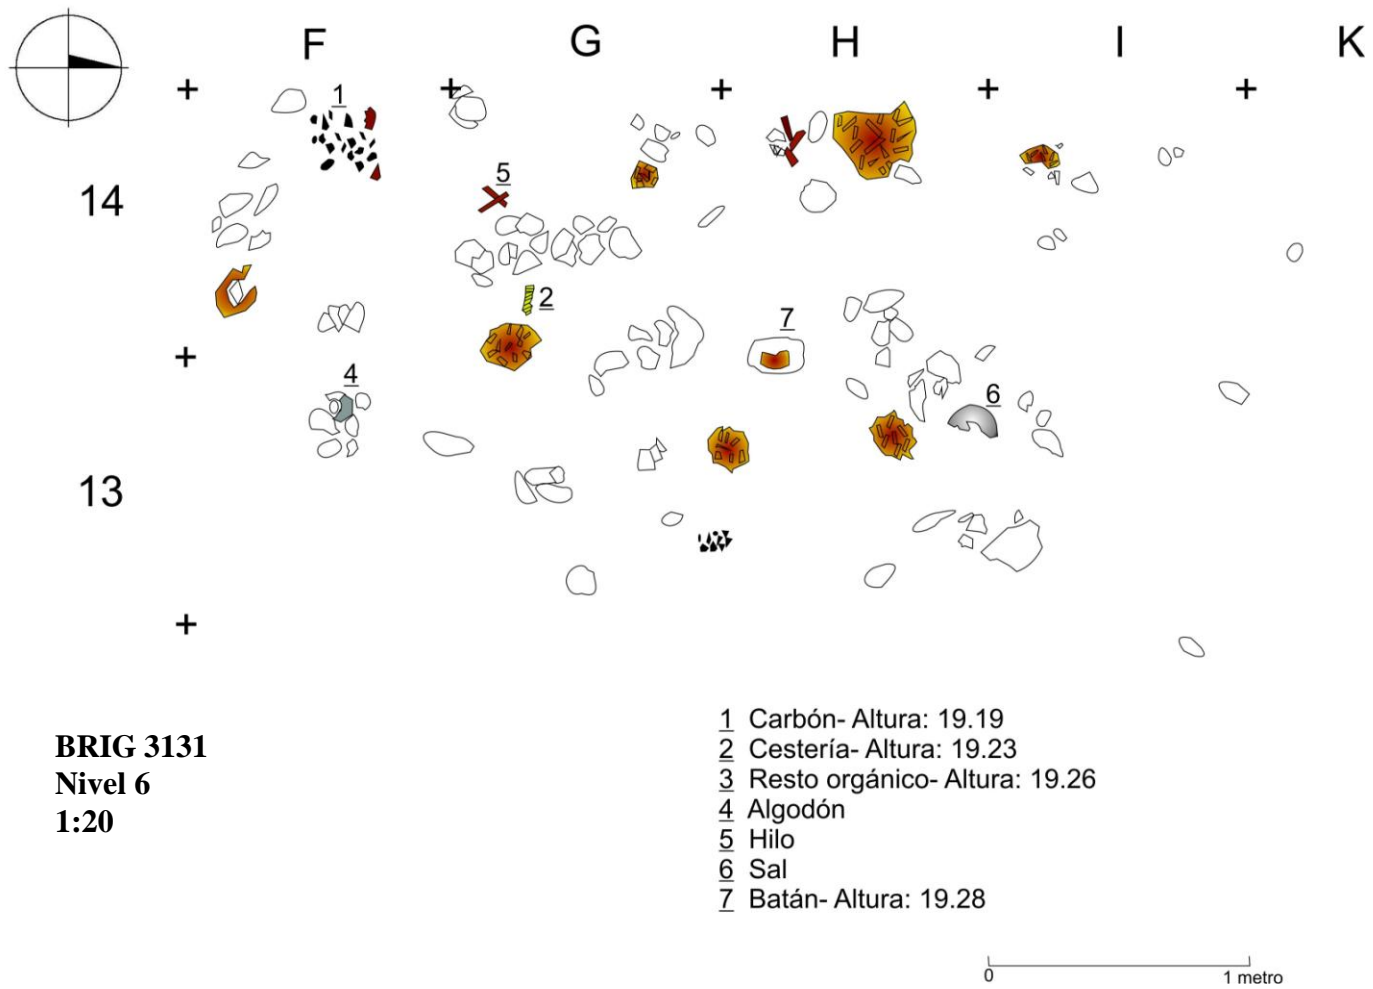 F G H I K
1
5
14
2
7
4
6
13
BRIG 3131
Nivel 6
1:20
1 Carbón- Altura: 19.19
2 Cestería- Altura: 19.23
3 Resto orgánico- Altura: 19.26
4 Algodón
5 Hilo
6 Sal
7 Batán- Altura: 19.28
0 1 metro